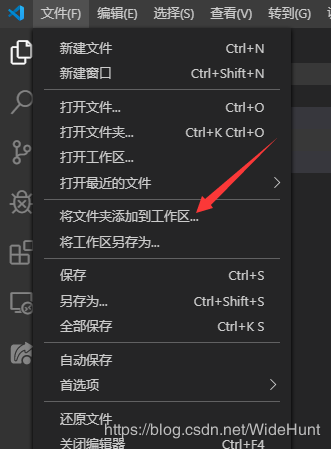 文件(F) 编辑(E) 选择(S) 查看(V) 转到(G)
新建文件 Ctrl+N
新建窗口 Ctrl+Shift+N
打开文件... Ctrl+O
打开文件夹... Ctrl+K Ctrl+O
打开工作区...
打开最近的文件
将文件夹添加到工作区...
将工作区另存为...
保存 Ctrl+S
另存为... Ctrl+Shift+S
全部保存 Ctrl+K S
自动保存
首选项
还原文件
https://blog.csdn.net/WideHunt
关闭编辑器 Ctrl+F4